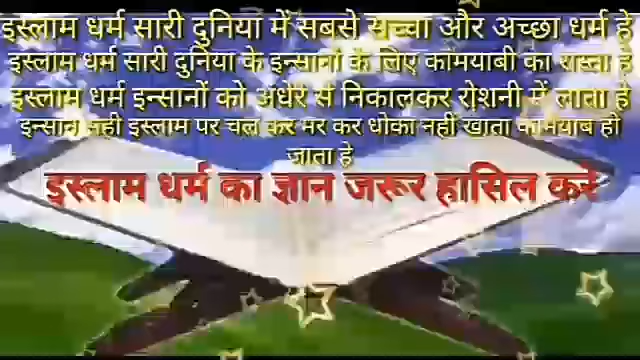 इस्लाम धर्म सारी दुनिया में सबसे सच्चा और अच्छा धर्म है
इस्लाम धर्म सारी दुनिया के इन्सानों के लिए कामयाबी का रास्ता है
इस्लाम धर्म इन्सानों को अंधेरे से निकालकर रोशनी में लाता है
इन्सान सही इस्लाम पर चल कर मर कर धोका नहीं खाता कामयाब हो
जाता है
इस्लाम धर्म का ज्ञान जरूर हासिल करे